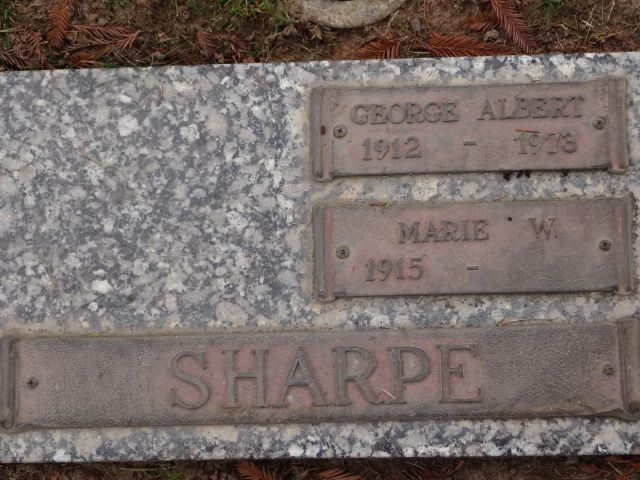 GEORGE ALBERT
1912 - 1973
MARIE W.
1915 -
SHARPE